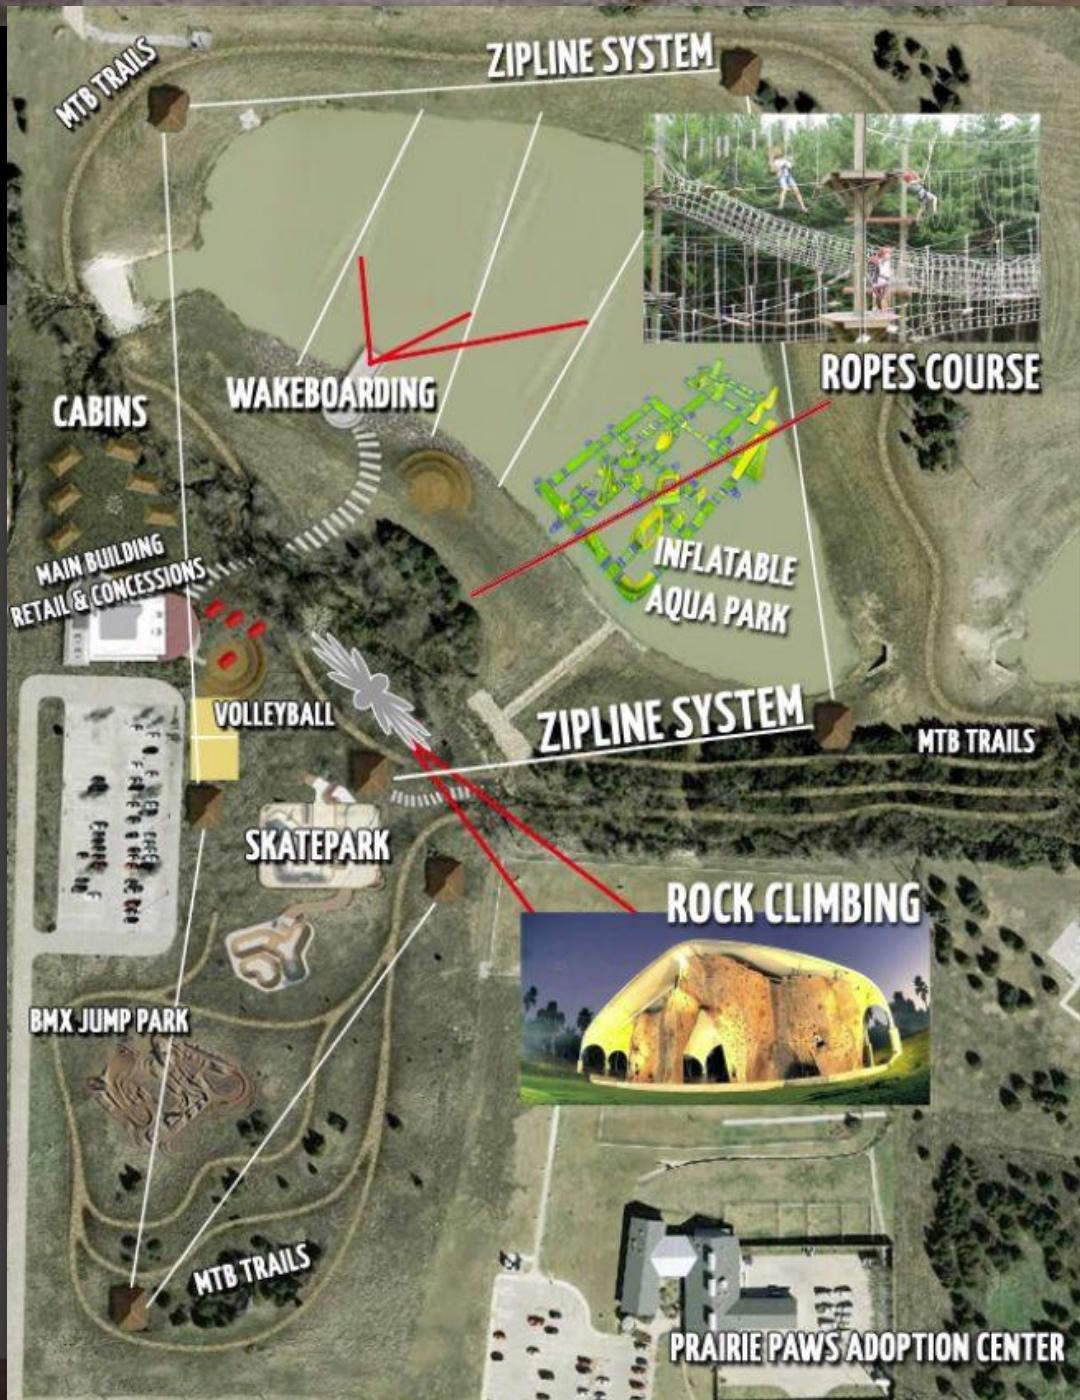 ZIPLINE SYSTEM
MTB TRAILS
ROPES COURSE
WAKEBOARDING
CABINS
MAIN BUILDING
RETAIL & CONCESSIONS
INFLATABLE
AQUA PARK
VOLLEYBALL
ZIPLINE SYSTEM
MTB TRAILS
SKATEPARK
ROCK CLIMBING
BMX JUMP PARK
MTB TRAILS
PRAIRIE PAWS ADOPTION CENTER